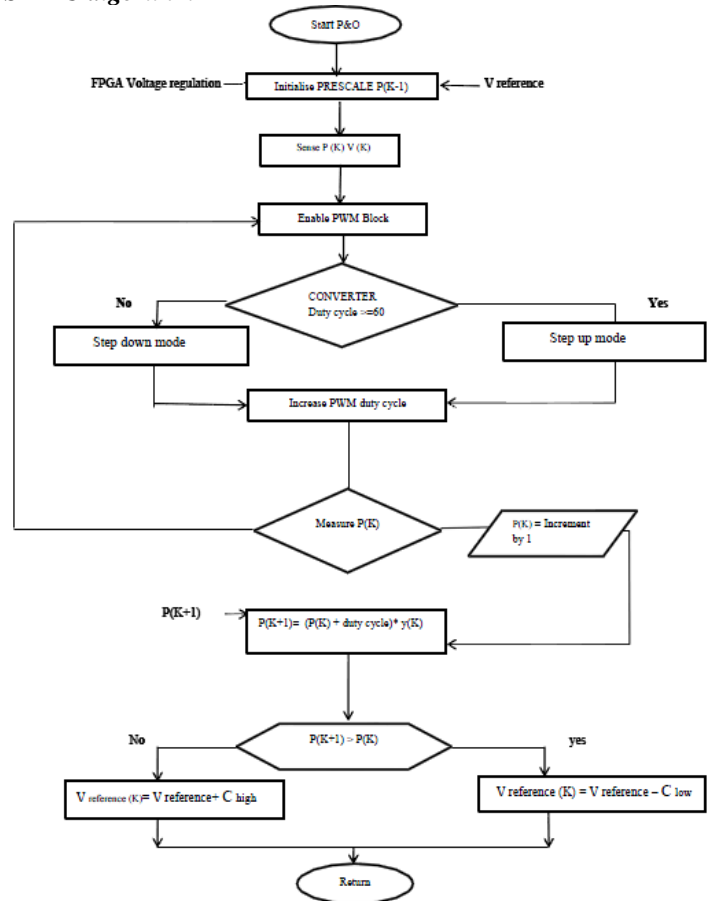 Start P&O
FPGA Voltage regulation
Initialise PRESCALE P(K-1)
V reference
Sense P (K) V (K)
Enable PWM Block
No
CONVERTER
Duty cycle >=60
Yes
Step down mode
Step up mode
Increase PWM duty cycle
Measure P(K)
P(K) = Increment
by 1
P(K+1)
P(K+1)= (P(K) + duty cycle)* y(K)
No
P(K+1) > P(K)
yes
V reference (K)= V reference+ C high
V reference (K) = V reference – C low
Return